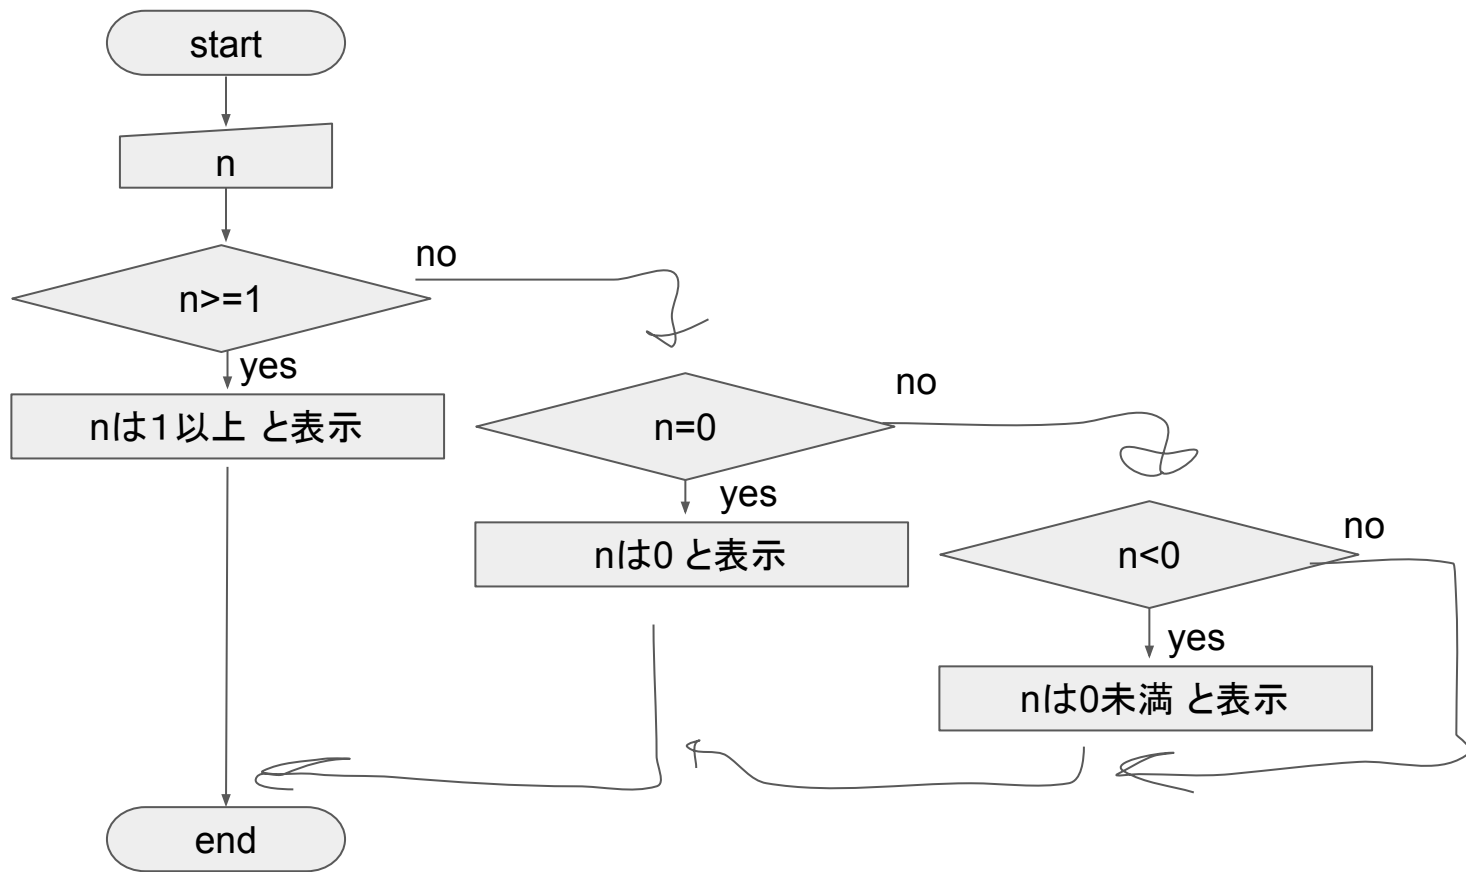 start
n
n>=1
no
yes
nは１以上 と表示
n=0
no
yes
nは0 と表示
n<0
no
yes
nは0未満 と表示
end